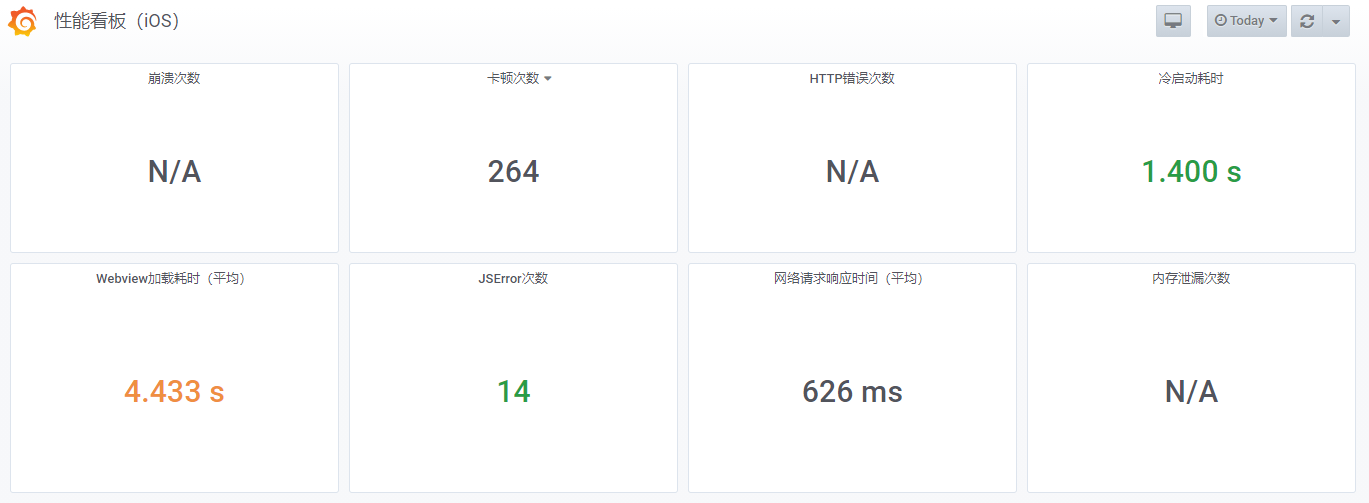 性能看板（iOS）
Today
崩溃次数
N/A
卡顿次数
264
HTTP错误次数
N/A
冷启动耗时
1.400 s
Webview加载耗时（平均）
4.433 s
JSError次数
14
网络请求响应时间（平均）
626 ms
内存泄漏次数
N/A